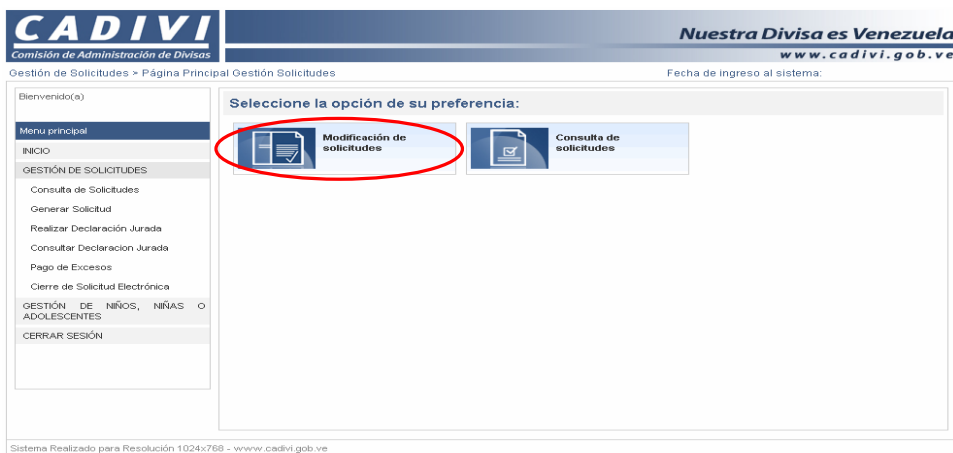 CADIVI
Comisión de Administración de Divisas
Nuestra Divisa es Venezuela
www.cadivi.gob.ve
Gestión de Solicitudes > Página Principal Gestión Solicitudes
Fecha de ingreso al sistema:
Bienvenido(a)
Menu principal
INICIO
GESTIÓN DE SOLICITUDES
Consulta de Solicitudes
Generar Solicitud
Realizar Declaración Jurada
Consultar Declaracion Jurada
Pago de Excesos
Cierre de Solicitud Electrónica
GESTIÓN DE NIÑOS, NIÑAS O
ADOLESCENTES
CERRAR SESIÓN
Seleccione la opción de su preferencia:
Modificación de
solicitudes
Consulta de
solicitudes
Sistema Realizado para Resolución 1024x768 - www.cadivi.gob.ve